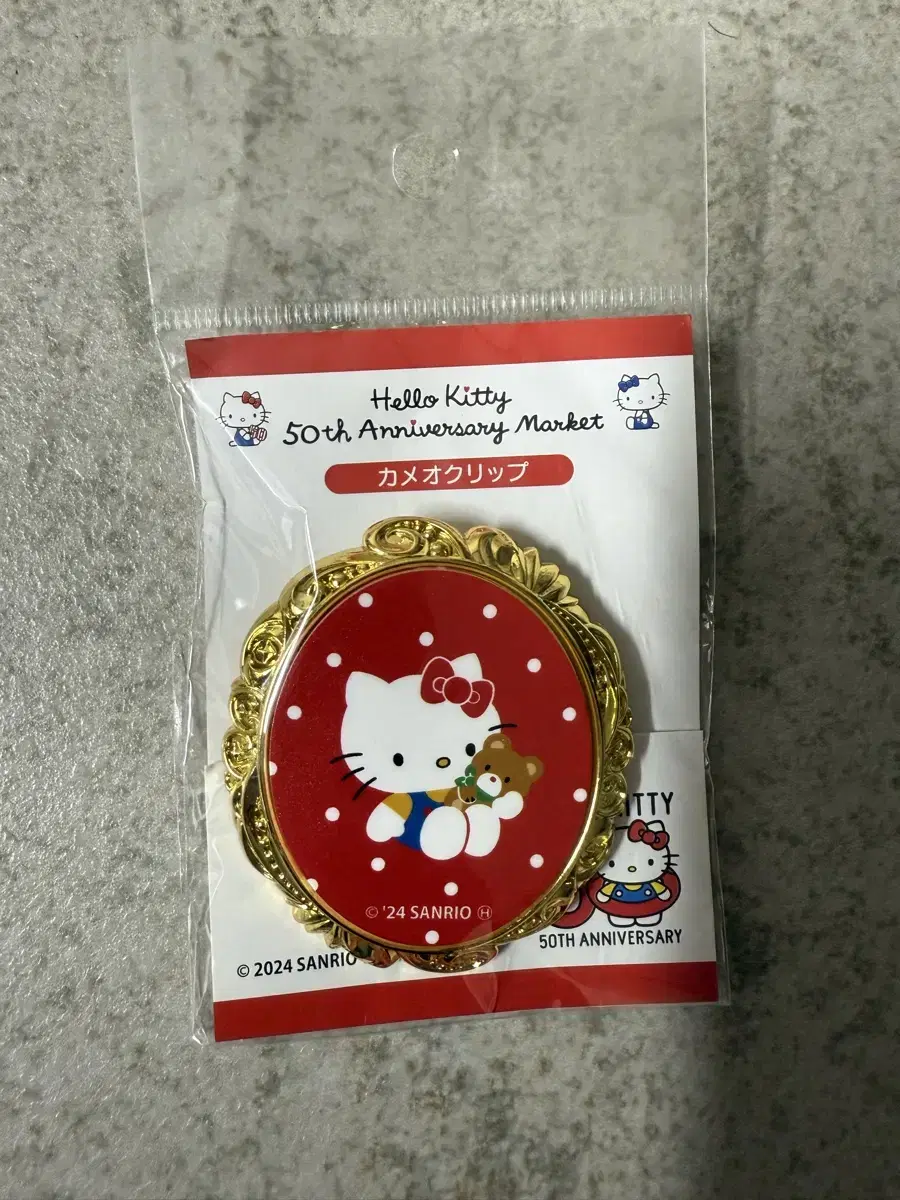 Hello Kitty
50th Anniversary Market
カメオクリップ
© '24 SANRIO Ⓗ
ITTY
50TH ANNIVERSARY
© 2024 SANRIO